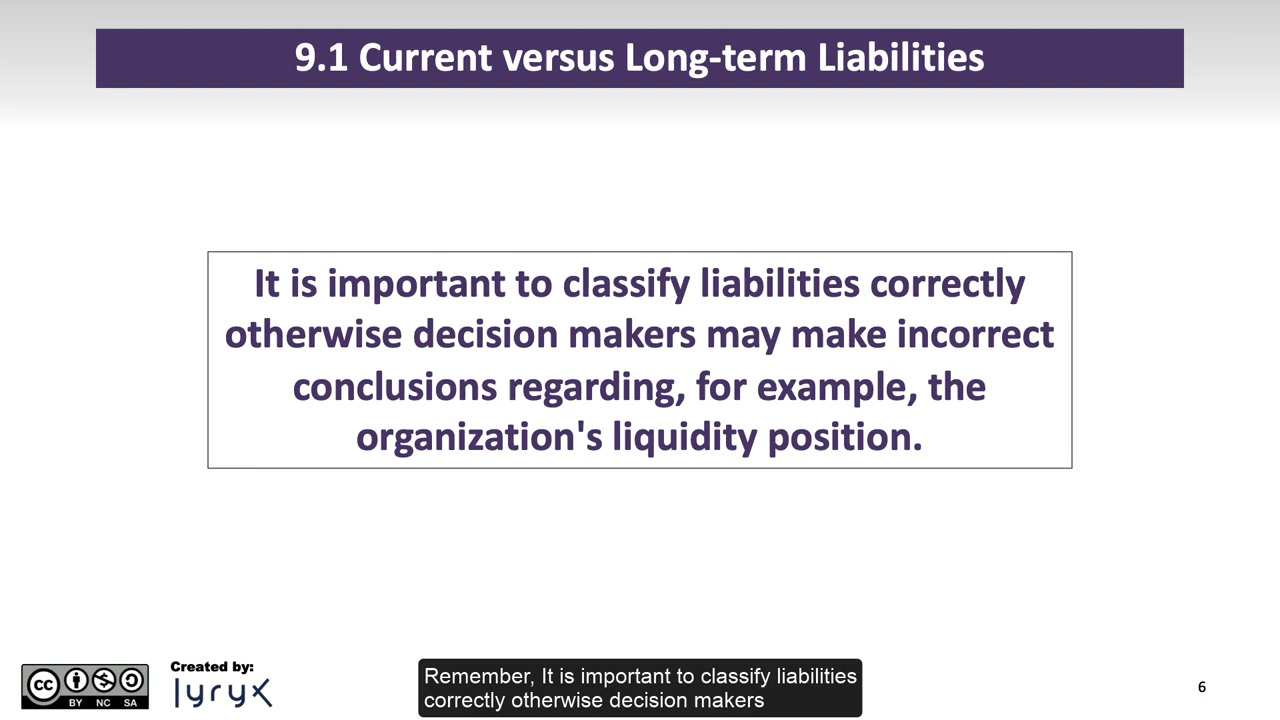 9.1 Current versus Long-term Liabilities
It is important to classify liabilities correctly
otherwise decision makers may make incorrect
conclusions regarding, for example, the
organization's liquidity position.
cc
BY NC SA
Created by:
lyryx
Remember, It is important to classify liabilities
correctly otherwise decision makers
6